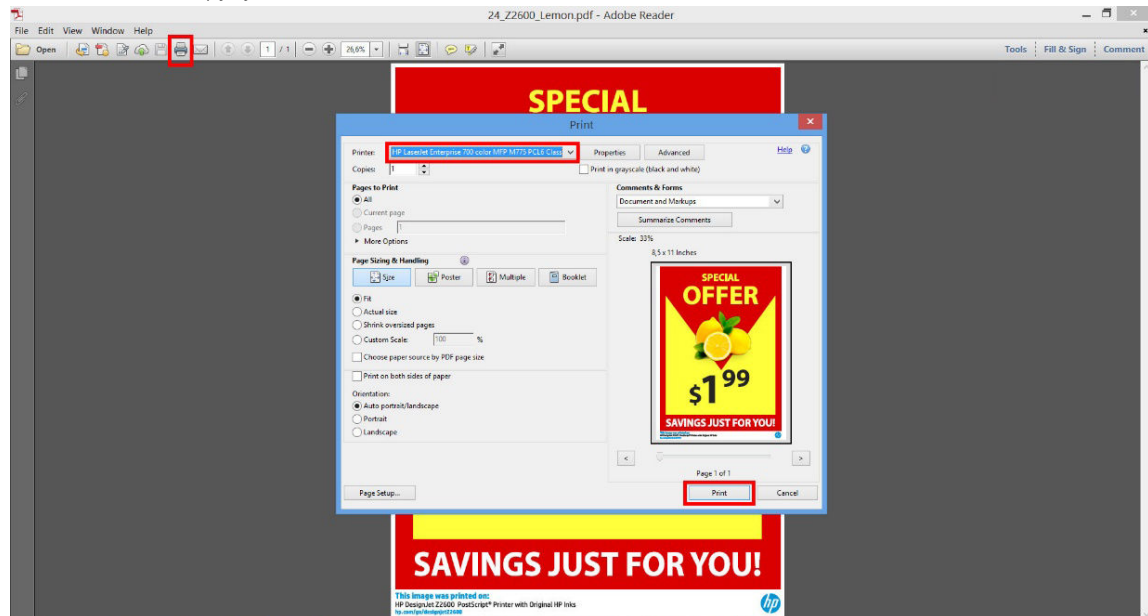 24_Z2600_Lemon.pdf - Adobe Reader
File Edit View Window Help
Open 1 / 1 26,6% Tools Fill & Sign Comment
SPECIAL
Print
Printer: HP LaserJet Enterprise 700 color MFP M775 PCL6 Class Properties Advanced Help
Copies: 1 Print in grayscale (black and white)
Pages to Print
All
Current page
Pages 1
More Options
Comments & Forms
Document and Markups
Summarize Comments
Scale: 33%
8,5 x 11 Inches
Page Sizing & Handling
Size Poster Multiple Booklet
Fit
Actual size
Shrink oversized pages
Custom Scale: 100 %
Choose paper source by PDF page size
Print on both sides of paper
Orientation:
Auto portrait/landscape
Portrait
Landscape
SPECIAL
OFFER
$1 99
SAVINGS JUST FOR YOU!
< >
Page 1 of 1
Page Setup... Print Cancel
SAVINGS JUST FOR YOU!
This image was printed on:
HP DesignJet Z2600 PostScript® Printer with Original HP Inks
hp.com/go/designjetZ2600
hp